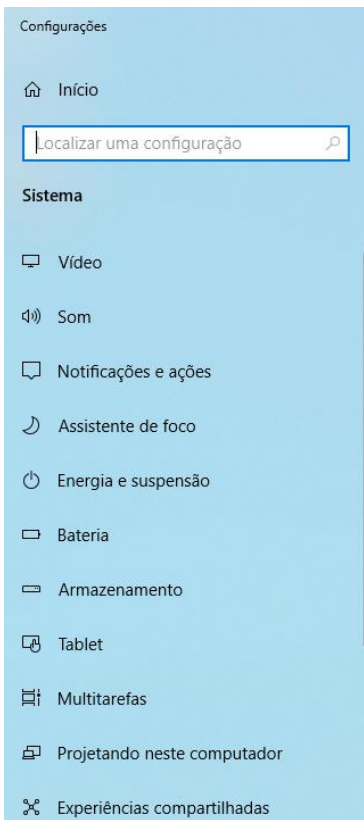 Configurações
Início
Localizar uma configuração
Sistema
Vídeo
Som
Notificações e ações
Assistente de foco
Energia e suspensão
Bateria
Armazenamento
Tablet
Multitarefas
Projetando neste computador
Experiências compartilhadas